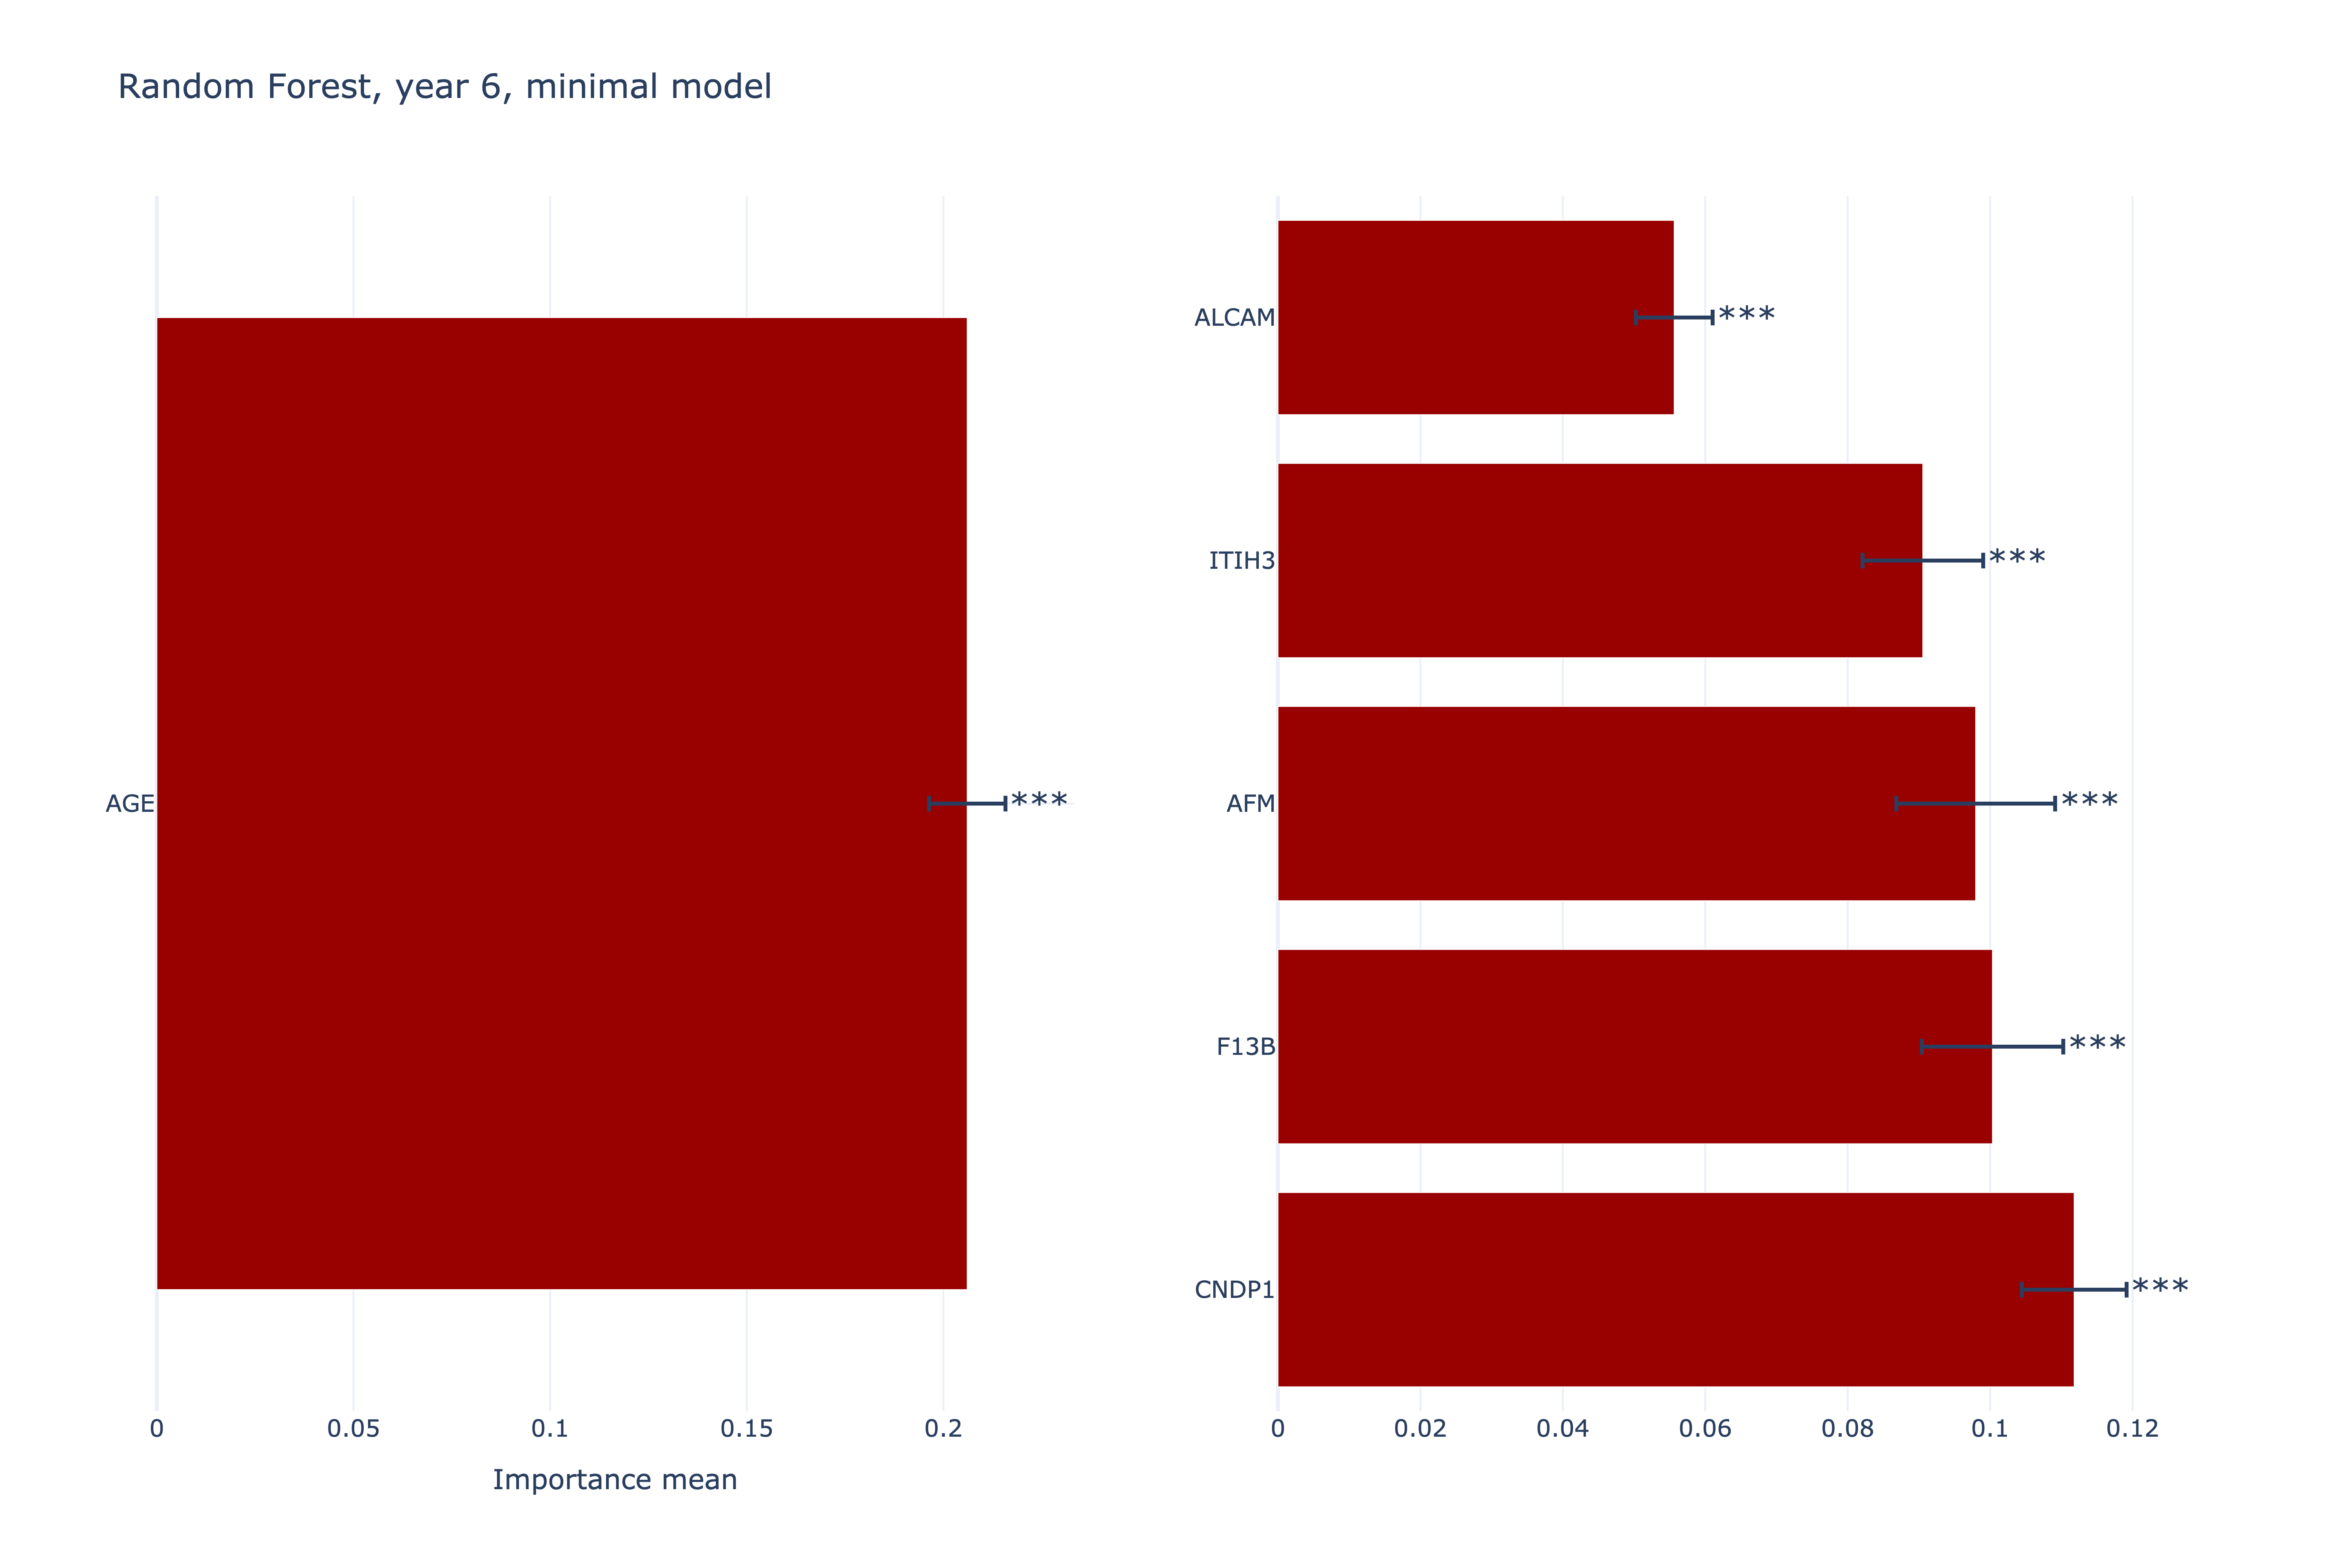 Random Forest, year 6, minimal model
AGE
***
0 0.05 0.1 0.15 0.2
Importance mean
ALCAM
***
ITIH3
***
AFM
***
F13B
***
CNDP1
***
0 0.02 0.04 0.06 0.08 0.1 0.12